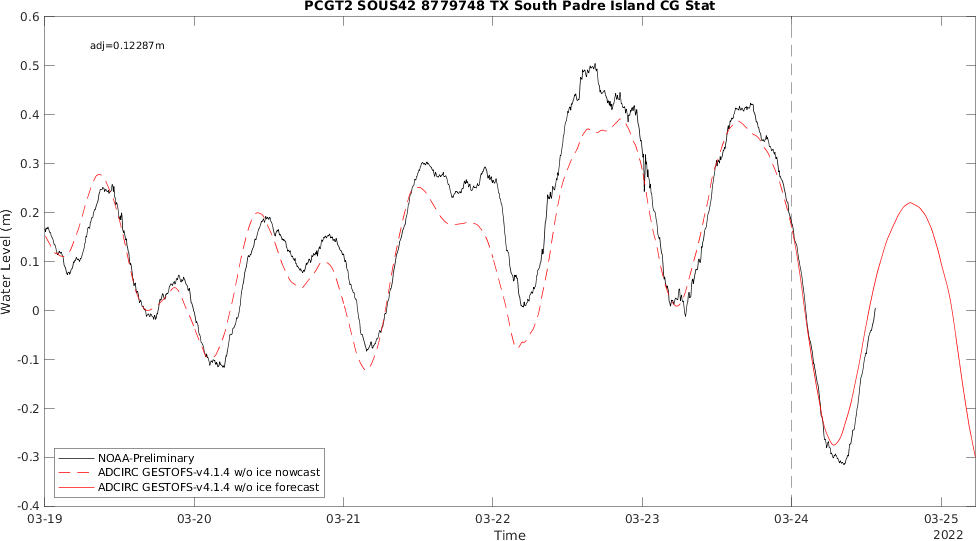 PCGT2 SOUS42 8779748 TX South Padre Island CG Stat
adj=0.12287m
Water Level (m)
0.6
0.5
0.4
0.3
0.2
0.1
0
-0.1
-0.2
-0.3
-0.4
NOAA-Preliminary
ADCIRC GESTOFS-v4.1.4 w/o ice nowcast
ADCIRC GESTOFS-v4.1.4 w/o ice forecast
03-19 03-20 03-21 03-22 03-23 03-24 03-25
Time
2022